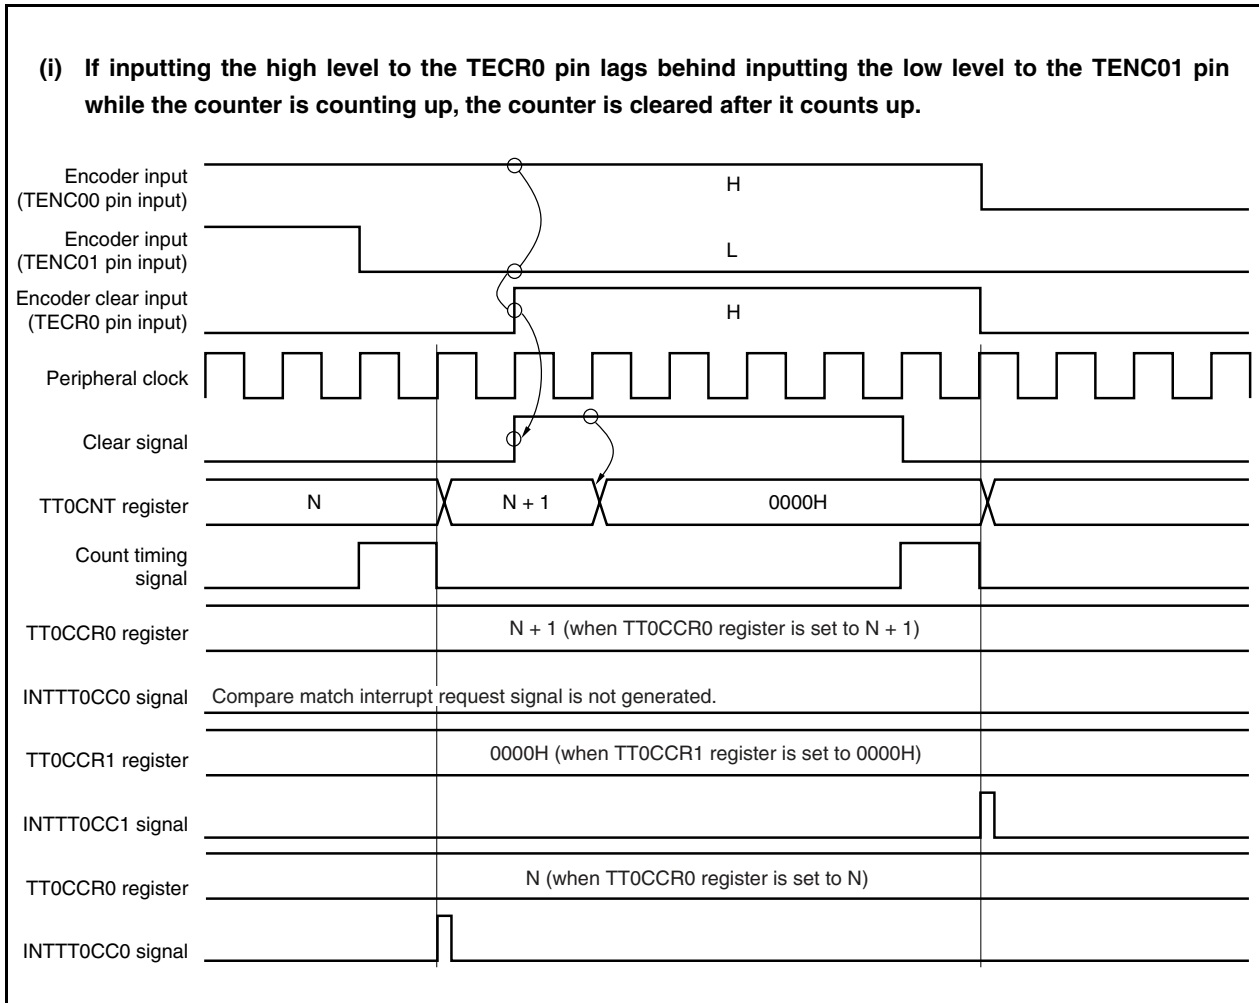 (i) If inputting the high level to the TECR0 pin lags behind inputting the low level to the TENC01 pin
while the counter is counting up, the counter is cleared after it counts up.
Encoder input
(TENC00 pin input)
H
Encoder input
(TENC01 pin input)
L
Encoder clear input
(TECR0 pin input)
H
Peripheral clock
Clear signal
TT0CNT register
N
N + 1
0000H
Count timing
signal
TT0CCR0 register
N + 1 (when TT0CCR0 register is set to N + 1)
INTTT0CC0 signal
Compare match interrupt request signal is not generated.
TT0CCR1 register
0000H (when TT0CCR1 register is set to 0000H)
INTTT0CC1 signal
TT0CCR0 register
N (when TT0CCR0 register is set to N)
INTTT0CC0 signal